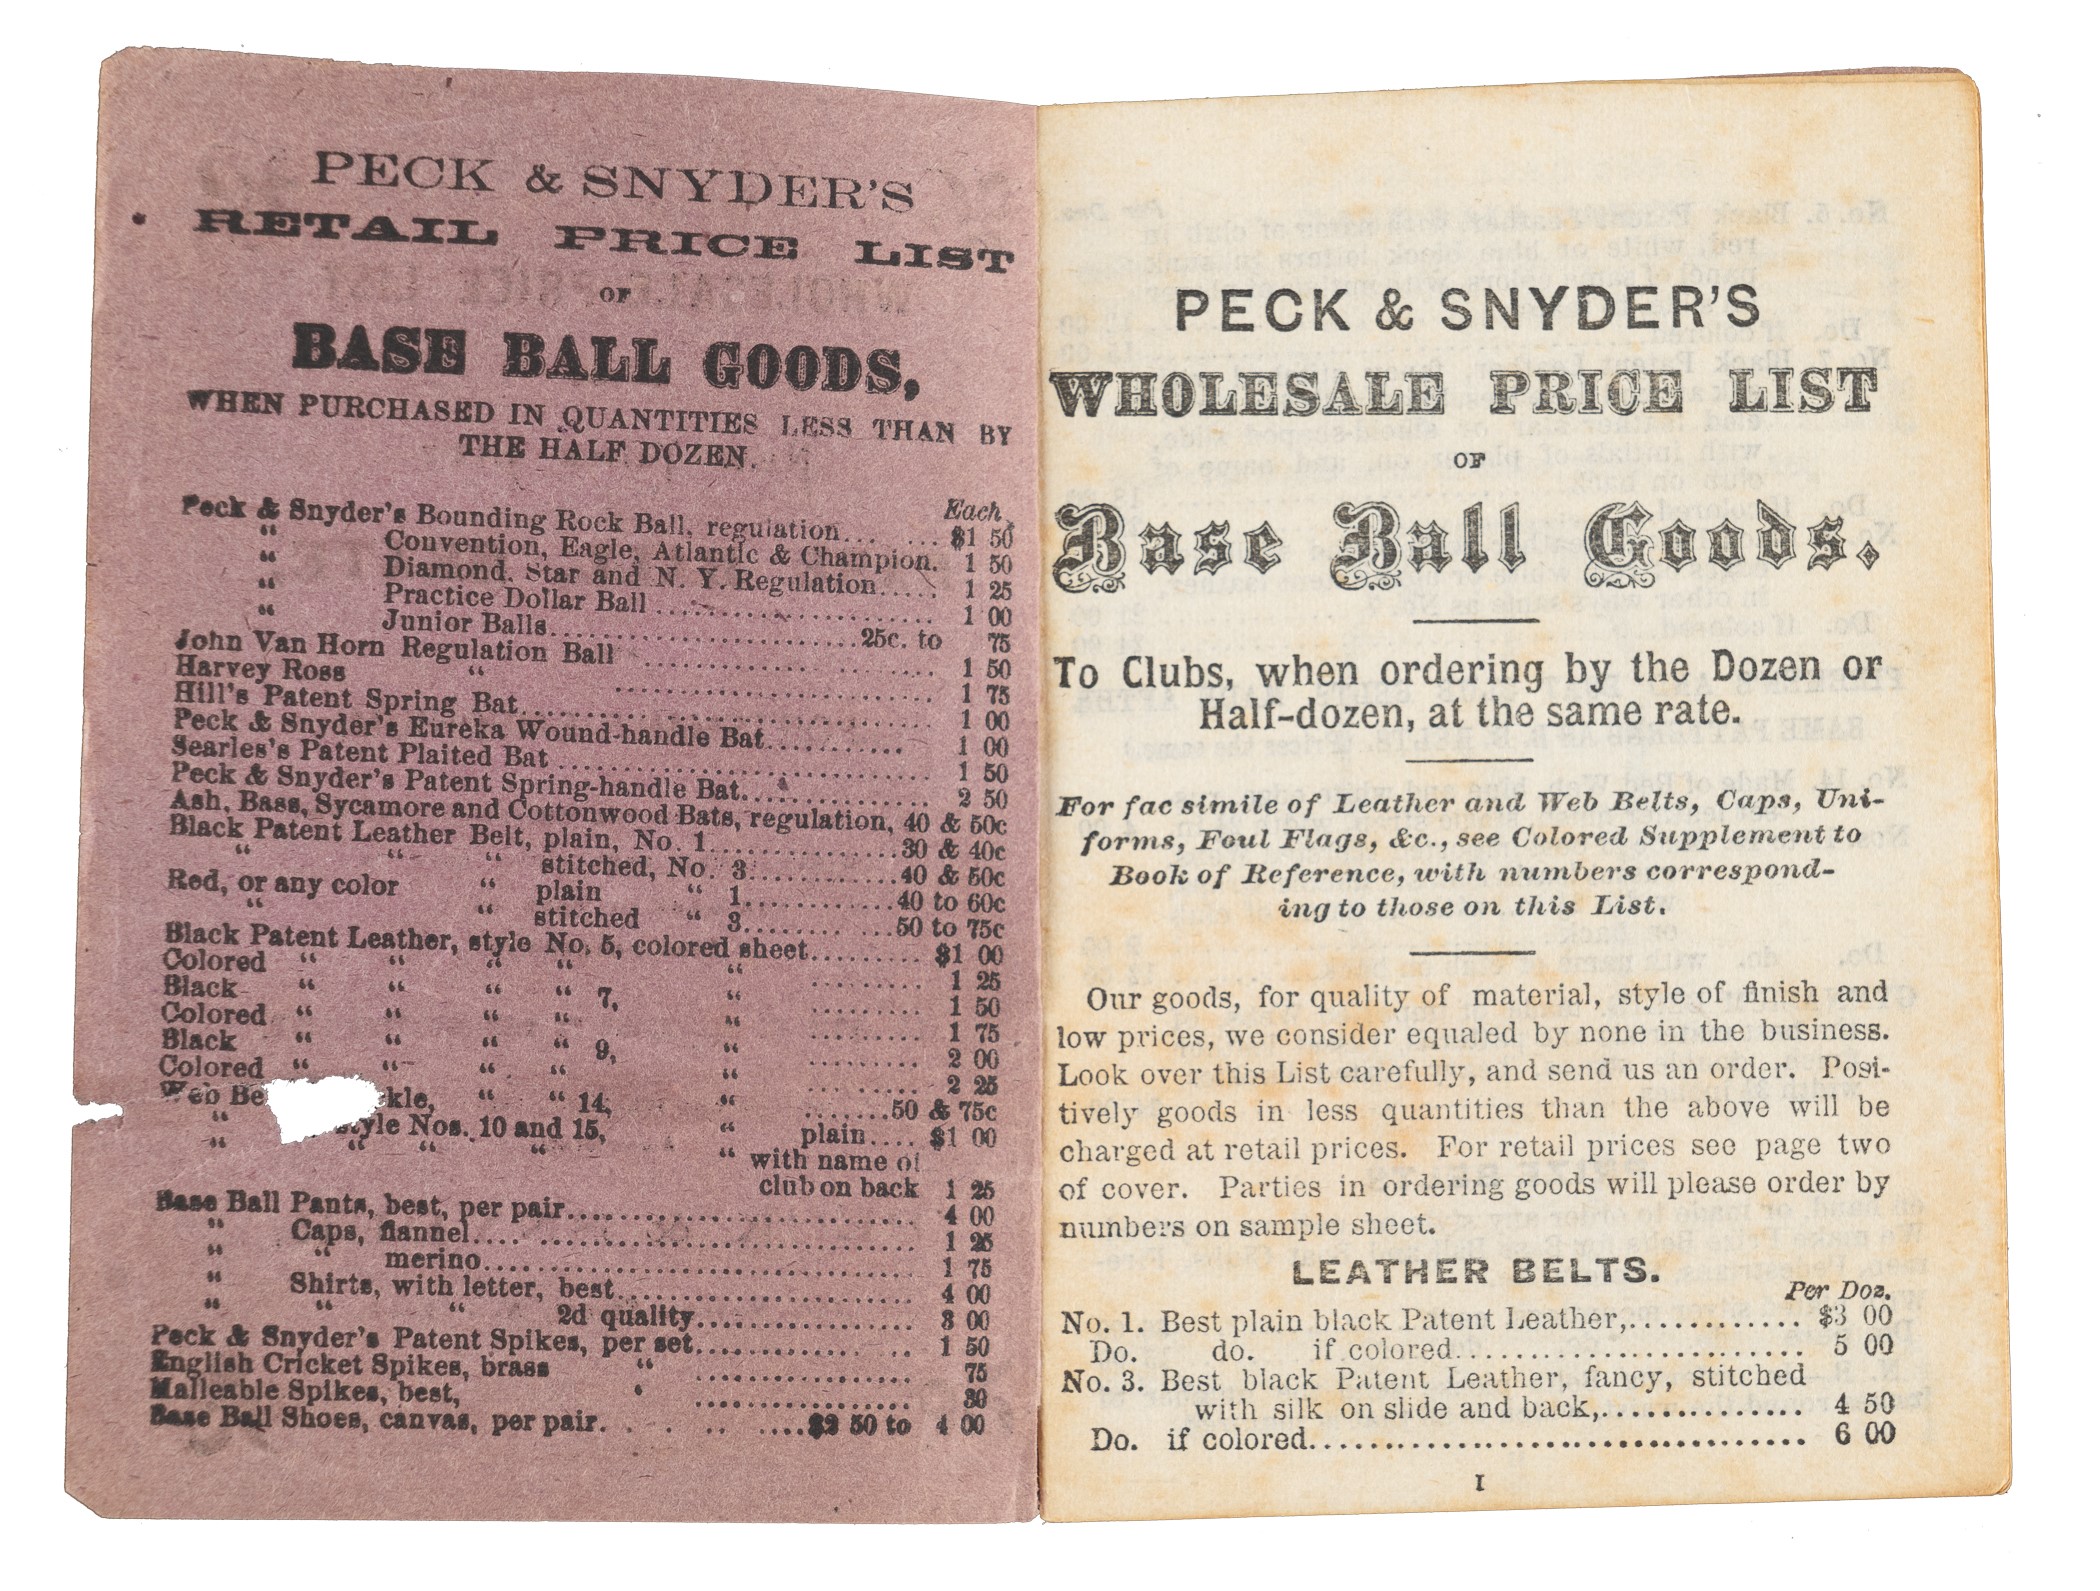 PECK & SNYDER'S
RETAIL PRICE LIST
OF
BASE BALL GOODS,
WHEN PURCHASED IN QUANTITIES LESS THAN BY
THE HALF DOZEN.
Each.
Peck & Snyder's Bounding Rock Ball, regulation... ... $1 50
“ Convention, Eagle, Atlantic & Champion. 1 50
“ Diamond, Star and N. Y. Regulation..... 1 25
“ Practice Dollar Ball ........................ 1 00
“ Junior Balls..........................25c. to 75
John Van Horn Regulation Ball ...................... 1 50
Harvey Ross “ ...................... 1 75
Hill's Patent Spring Bat............................... 1 00
Peck & Snyder's Eureka Wound-handle Bat........... 1 00
Searles's Patent Plaited Bat ............................ 1 50
Peck & Snyder's Patent Spring-handle Bat.............. 2 50
Ash, Bass, Sycamore and Cottonwood Bats, regulation, 40 & 50c
Black Patent Leather Belt, plain, No. 1..............30 & 40c
“ “ “ stitched, No. 3...........40 & 50c
Red, or any color “ plain “ 1...........40 to 60c
“ “ stitched “ 3........ ...50 to 75c
Black Patent Leather, style No. 5, colored sheet......... $1 00
Colored “ “ “ “ “ ......... 1 25
Black “ “ “ “ 7, “ ......... 1 50
Colored “ “ “ “ “ ......... 1 75
Black “ “ “ “ 9, “ ......... 2 00
Colored “ “ “ “ “ ......... 2 25
Web Be kle, “ “ 14, “ .......50 & 75c
“ style Nos. 10 and 15, “ plain.... $1 00
“ “ “ “ “ with name of
club on back 1 25
Base Ball Pants, best, per pair.......................... 4 00
“ Caps, flannel.... ........................... 1 25
“ “ merino................................ 1 75
“ Shirts, with letter, best...................... 4 00
“ “ “ 2d quality................. 3 00
Peck & Snyder's Patent Spikes, per set............ .. 1 50
English Cricket Spikes, brass “ ................. 75
Malleable Spikes, best, ................. 30
Base Ball Shoes, canvas, per pair. . . .. ....$2 50 to 4 00
PECK & SNYDER'S
WHOLESALE PRICE LIST
OF
Base Ball Goods.
To Clubs, when ordering by the Dozen or
Half-dozen, at the same rate.
For fac simile of Leather and Web Belts, Caps, Uni-
forms, Foul Flags, &c., see Colored Supplement to
Book of Reference, with numbers correspond-
ing to those on this List.
Our goods, for quality of material, style of finish and
low prices, we consider equaled by none in the business.
Look over this List carefully, and send us an order. Posi-
tively goods in less quantities than the above will be
charged at retail prices. For retail prices see page two
of cover. Parties in ordering goods will please order by
numbers on sample sheet.
LEATHER BELTS.
Per Doz.
No. 1. Best plain black Patent Leather,............ $3 00
Do. do. if colored........................ 5 00
No. 3. Best black Patent Leather, fancy, stitched
with silk on slide and back,.............. 4 50
Do. if colored.................................. 6 00
1